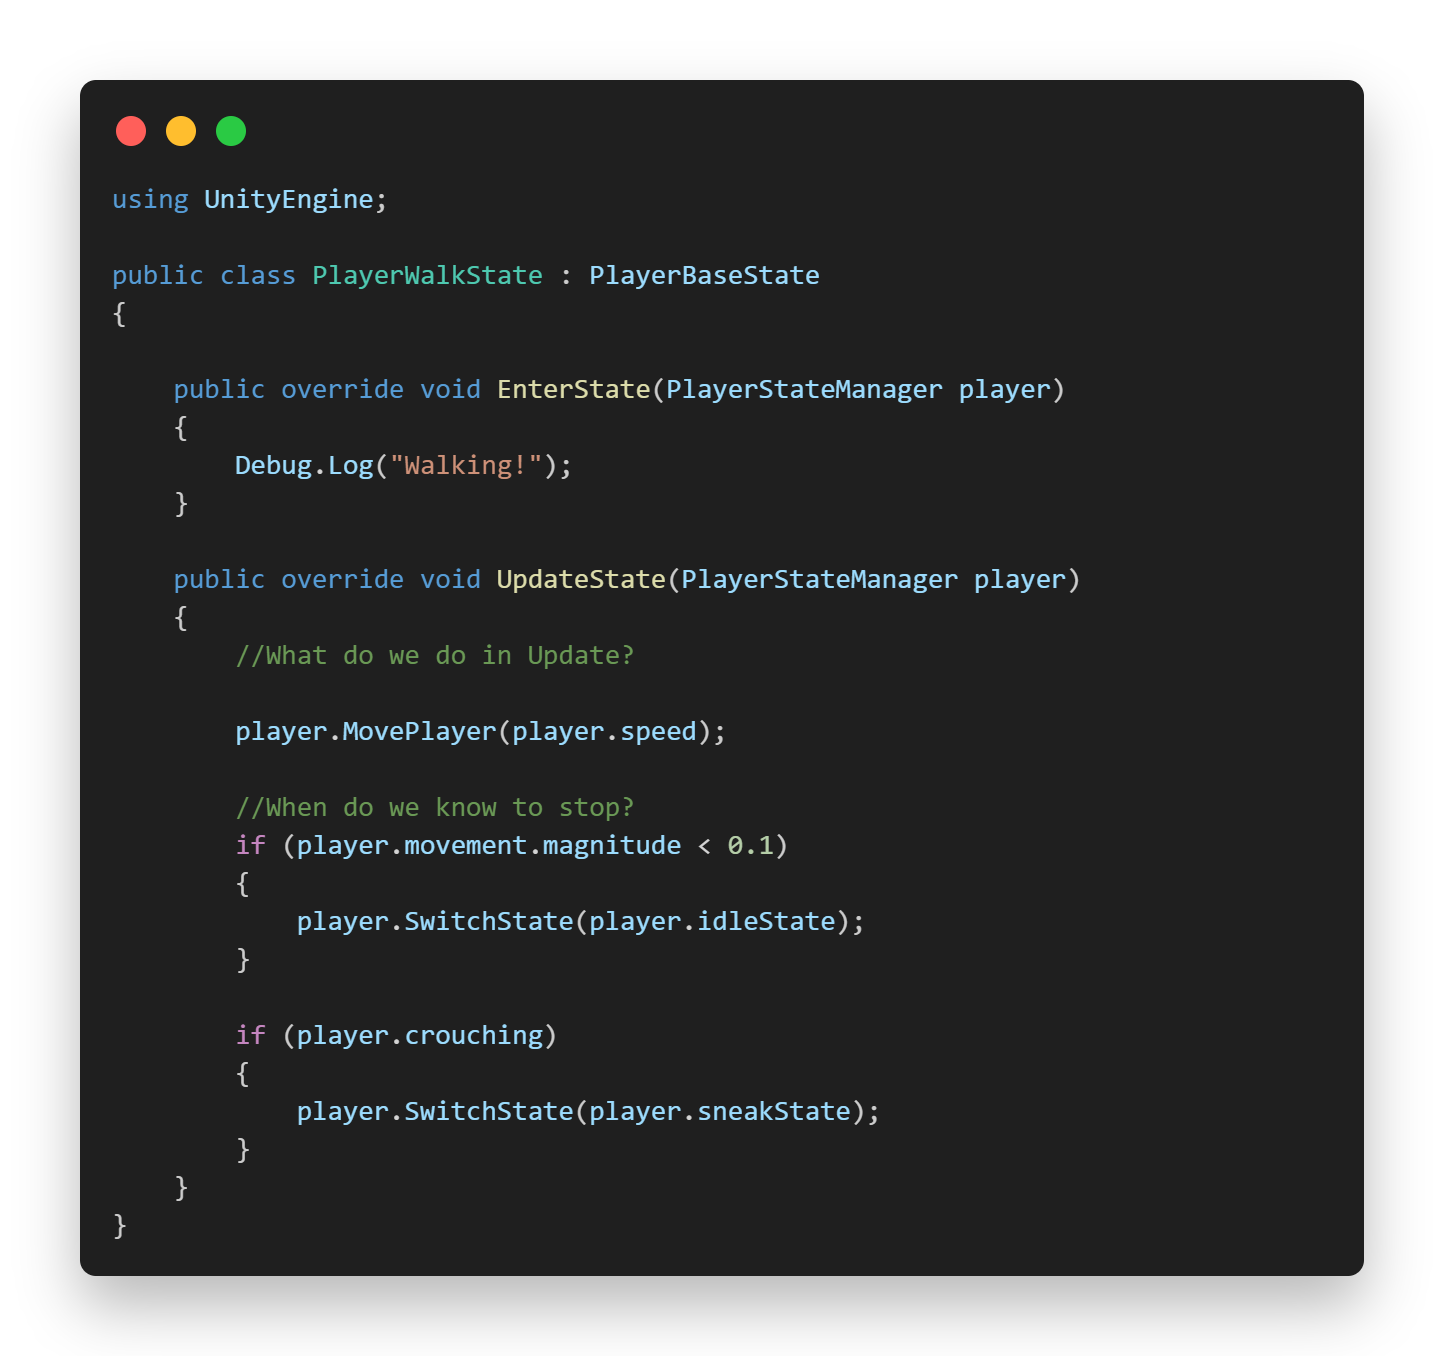 using UnityEngine;
public class PlayerWalkState : PlayerBaseState
{
    public override void EnterState(PlayerStateManager player)
    {
        Debug.Log("Walking!");
    }
    public override void UpdateState(PlayerStateManager player)
    {
        //What do we do in Update?
        player.MovePlayer(player.speed);
        //When do we know to stop?
        if (player.movement.magnitude < 0.1)
        {
            player.SwitchState(player.idleState);
        }
        if (player.crouching)
        {
            player.SwitchState(player.sneakState);
        }
    }
}